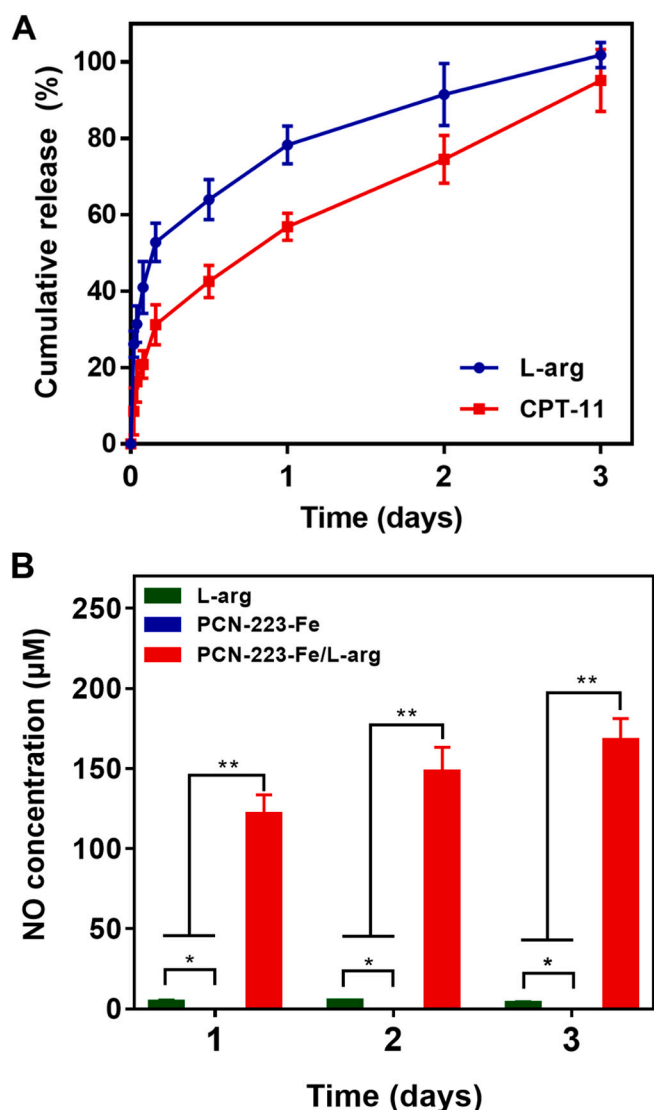 A
Cumulative release (%)
100
80
60
40
20
0
L-arg
CPT-11
0 1 2 3
Time (days)
B
NO concentration (μM)
250
200
150
100
50
0
L-arg
PCN-223-Fe
PCN-223-Fe/L-arg
** ** **
* * *
1 2 3
Time (days)